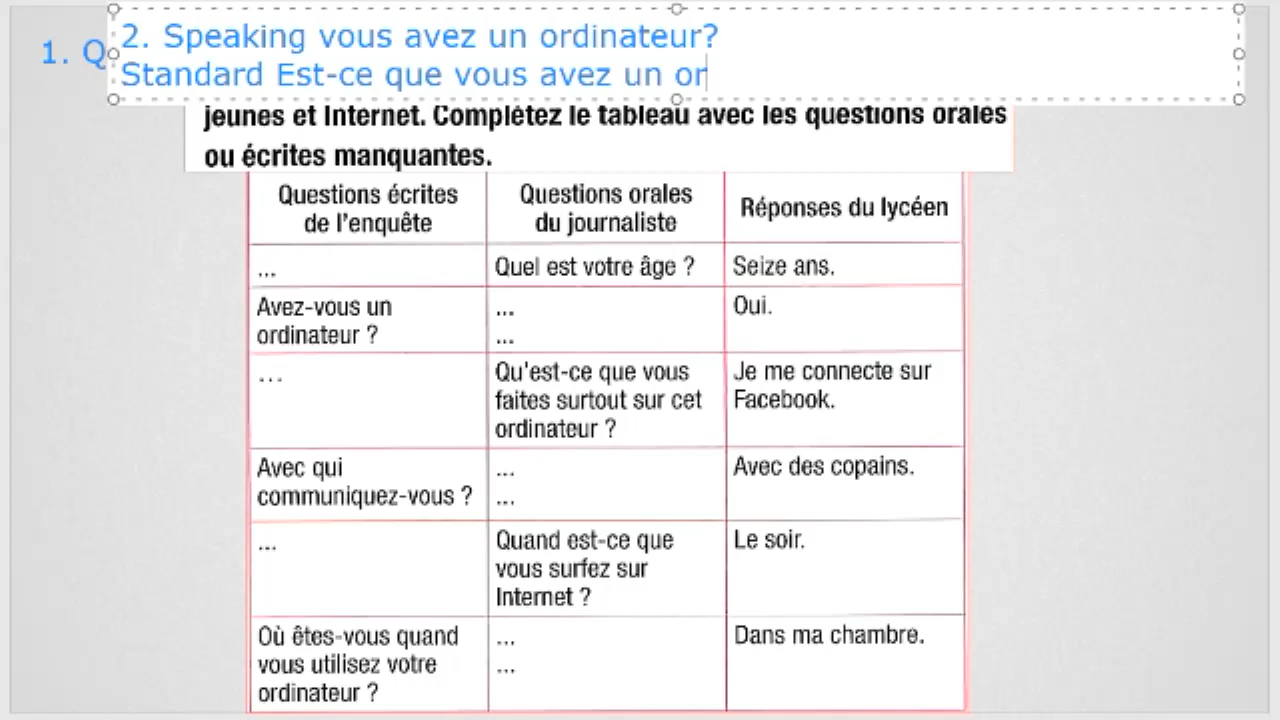 1. Q
2. Speaking vous avez un ordinateur?
Standard Est-ce que vous avez un or
jeunes et Internet. Complétez le tableau avec les questions orales
ou écrites manquantes.
Questions écrites
de l'enquête
Questions orales
du journaliste
Réponses du lycéen
...
Quel est votre âge ?
Seize ans.
Avez-vous un
ordinateur ?
...
...
Oui.
...
Qu'est-ce que vous
faites surtout sur cet
ordinateur ?
Je me connecte sur
Facebook.
Avec qui
communiquez-vous ?
...
...
Avec des copains.
...
Quand est-ce que
vous surfez sur
Internet ?
Le soir.
Où êtes-vous quand
vous utilisez votre
ordinateur ?
...
...
Dans ma chambre.